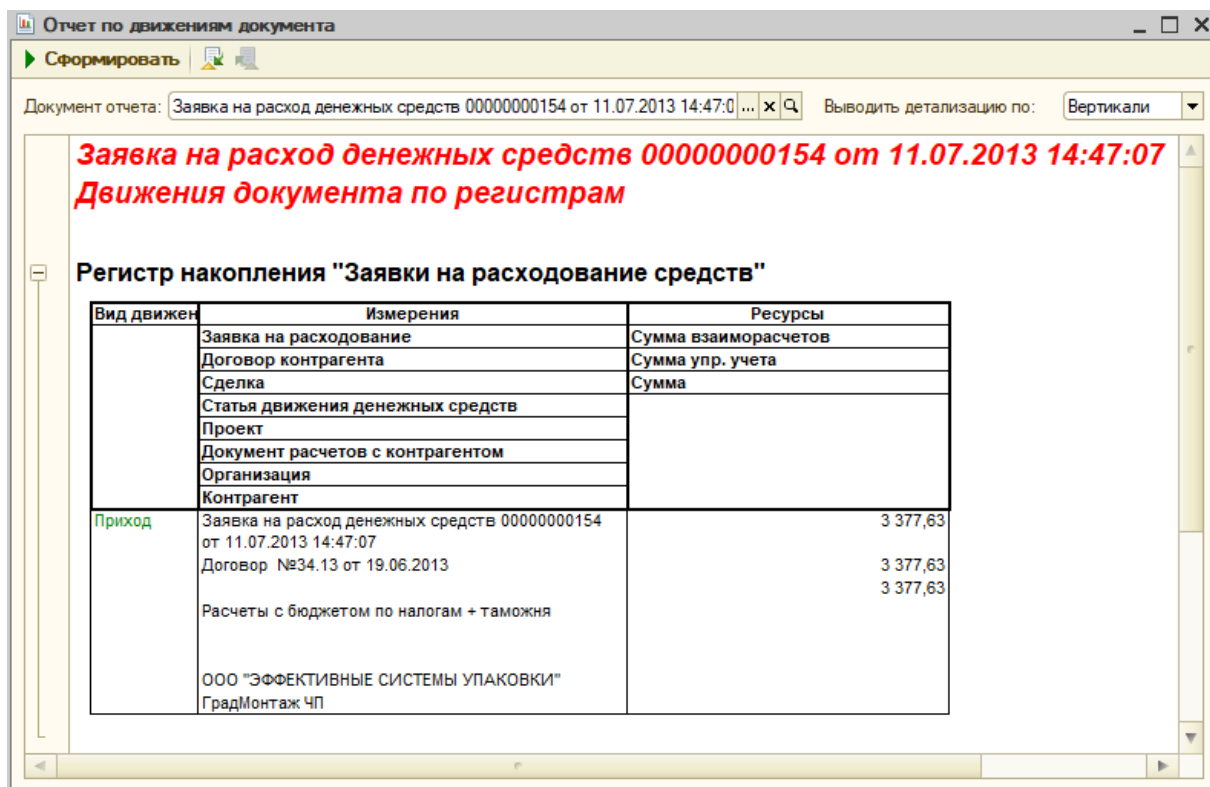 Отчет по движениям документа
Сформировать
Документ отчета: Заявка на расход денежных средств 00000000154 от 11.07.2013 14:47:0 ... Выводить детализацию по: Вертикали
Заявка на расход денежных средств 00000000154 от 11.07.2013 14:47:07
Движения документа по регистрам
Регистр накопления "Заявки на расходование средств"
Вид движен Измерения Ресурсы
Заявка на расходование Сумма взаиморасчетов
Договор контрагента Сумма упр. учета
Сделка Сумма
Статья движения денежных средств
Проект
Документ расчетов с контрагентом
Организация
Контрагент
Приход Заявка на расход денежных средств 00000000154 3 377,63
от 11.07.2013 14:47:07
Договор №34.13 от 19.06.2013 3 377,63
3 377,63
Расчеты с бюджетом по налогам + таможня
ООО "ЭФФЕКТИВНЫЕ СИСТЕМЫ УПАКОВКИ"
ГрадМонтаж ЧП